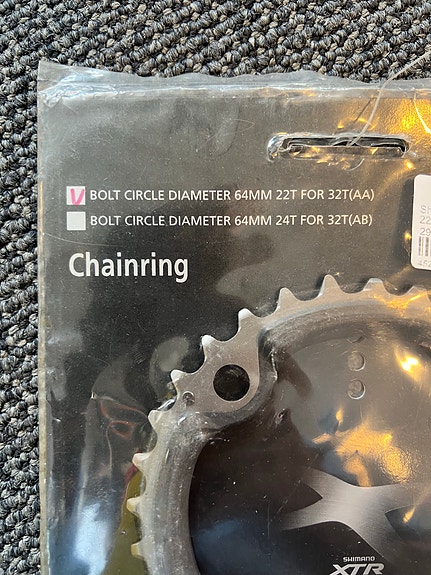 BOLT CIRCLE DIAMETER 64MM 22T FOR 32T(AA)
BOLT CIRCLE DIAMETER 64MM 24T FOR 32T(AB)
Chainring
SHIMANO
XTR